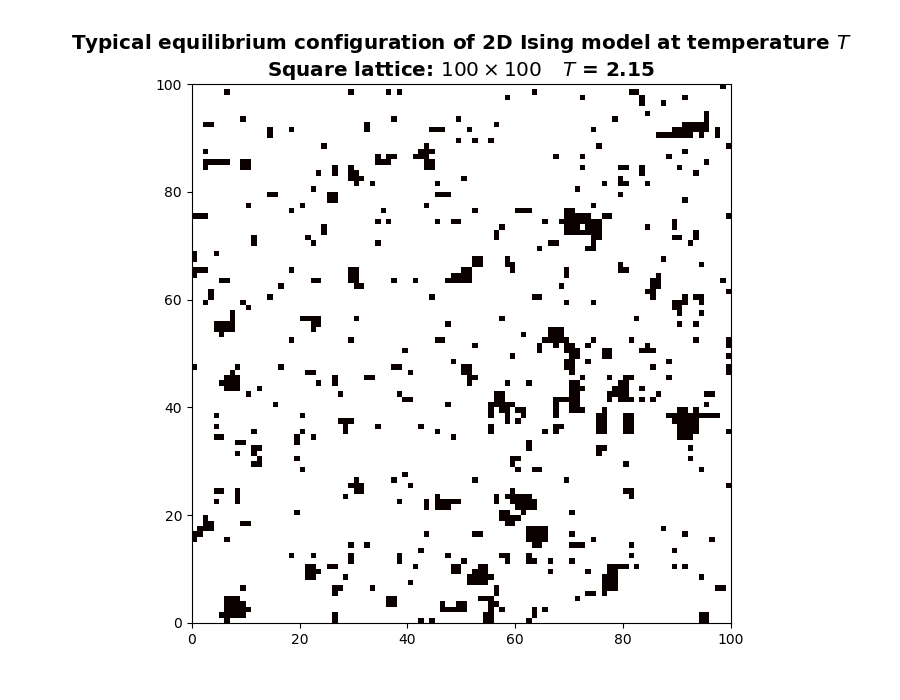 Typical equilibrium configuration of 2D Ising model at temperature T
Square lattice: 100 × 100 T = 2.15
100
80
60
40
20
0
0 20 40 60 80 100